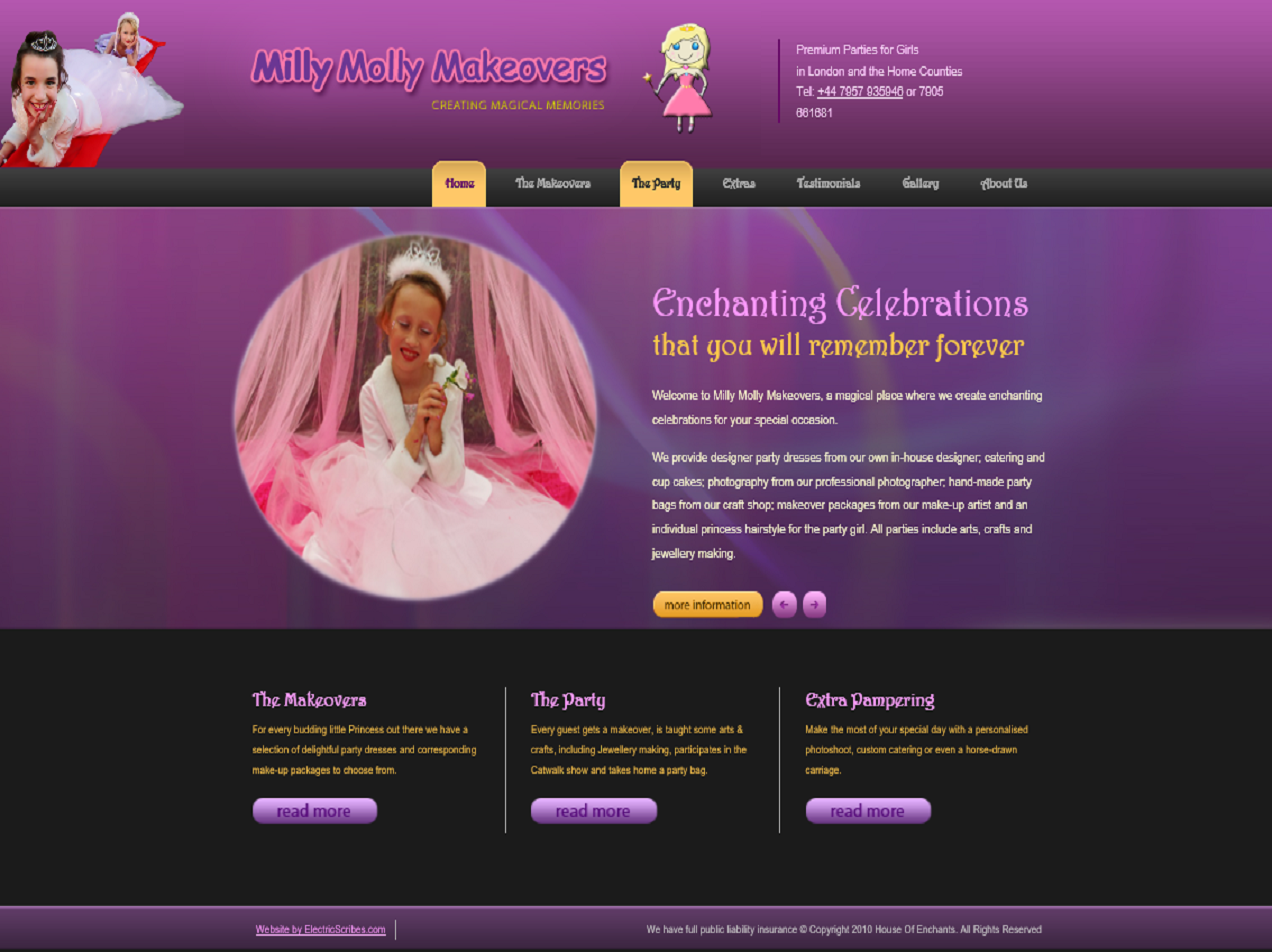 Milly Molly Makeovers
CREATING MAGICAL MEMORIES
Premium Parties for Girls
in London and the Home Counties
Tel: +44 7957 935946 or 7905
661681
Home
The Makeovers
The Party
Extras
Testimonials
Gallery
About Us
Enchanting Celebrations
that you will remember forever
Welcome to Milly Molly Makeovers, a magical place where we create enchanting
celebrations for your special occasion.
We provide designer party dresses from our own in-house designer; catering and
cup cakes; photography from our professional photographer; hand-made party
bags from our craft shop; makeover packages from our make-up artist and an
individual princess hairstyle for the party girl. All parties include arts, crafts and
jewellery making.
more information
The Makeovers
For every budding little Princess out there we have a
selection of delightful party dresses and corresponding
make-up packages to choose from.
read more
The Party
Every guest gets a makeover, is taught some arts &
crafts, including Jewellery making, participates in the
Catwalk show and takes home a party bag.
read more
Extra Pampering
Make the most of your special day with a personalised
photoshoot, custom catering or even a horse-drawn
carriage.
read more
Website by ElectricScribes.com
We have full public liability insurance © Copyright 2010 House Of Enchants. All Rights Reserved